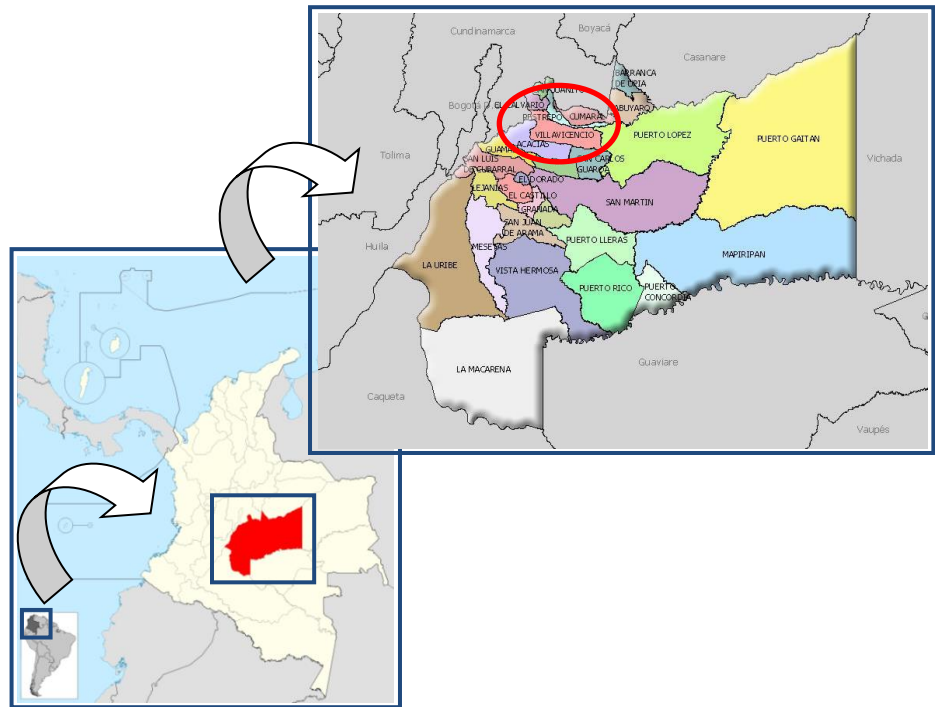 Cundinamarca
Boyacá
Casanare
BARRANCA
DE UPIA
EL CALVARIO
Bogotá D.
RESTREPO
CUMARAL
CABUYARO
VILLAVICENCIO
PUERTO LOPEZ
PUERTO GAITAN
ACACIAS
Tolima
Vichada
SAN LUIS
DE CUBARRAL
SAN CARLOS
GUAROA
EL DORADO
LEJANIAS
EL CASTILLO
SAN MARTIN
GRANADA
SAN JUAN
DE ARAMA
Huila
MESETAS
PUERTO LLERAS
MAPIRIPAN
LA URIBE
VISTA HERMOSA
PUERTO RICO
PUERTO
CONCORDIA
Guaviare
LA MACARENA
Caqueta
Vaupés